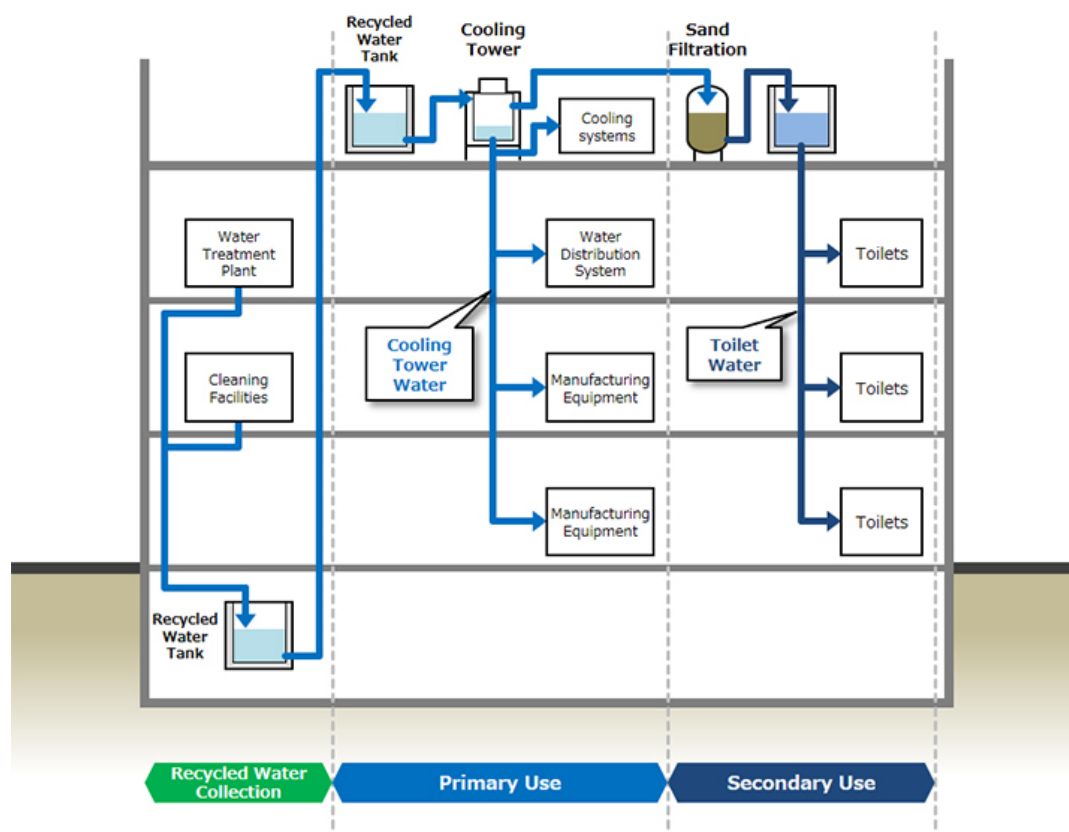 Recycled
Water
Tank
Cooling
Tower
Sand
Filtration
Cooling
systems
Water
Treatment
Plant
Water
Distribution
System
Toilets
Cooling
Tower
Water
Toilet
Water
Cleaning
Facilities
Manufacturing
Equipment
Toilets
Manufacturing
Equipment
Toilets
Recycled
Water
Tank
Recycled Water
Collection
Primary Use
Secondary Use